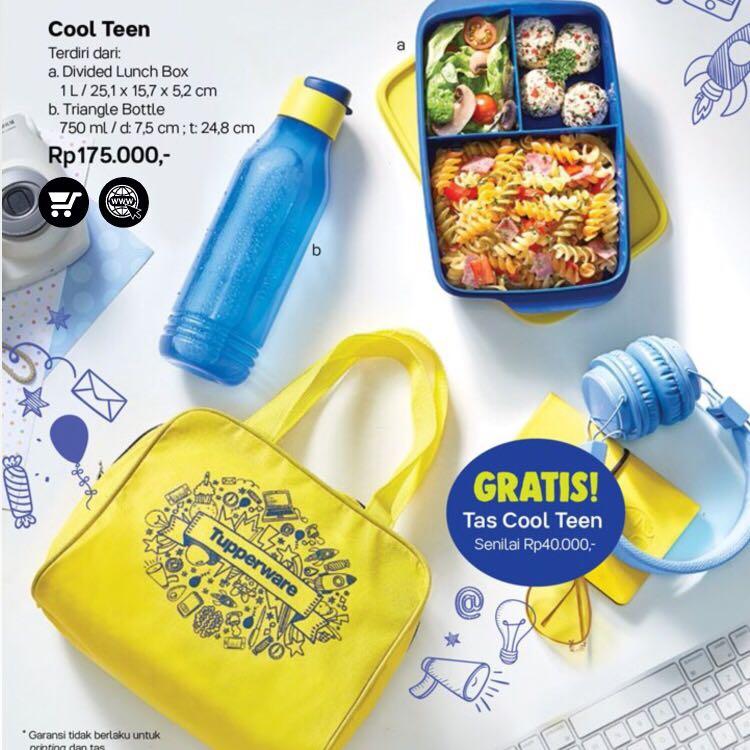 Cool Teen
Terdiri dari:
a. Divided Lunch Box
1 L / 25,1 x 15,7 x 5,2 cm
b. Triangle Bottle
750 ml / d: 7,5 cm ; t: 24,8 cm
Rp175.000,-
www
a
b
GRATIS!
Tas Cool Teen
Senilai Rp40.000,-
Tupperware
@
* Garansi tidak berlaku untuk
printing dan tas